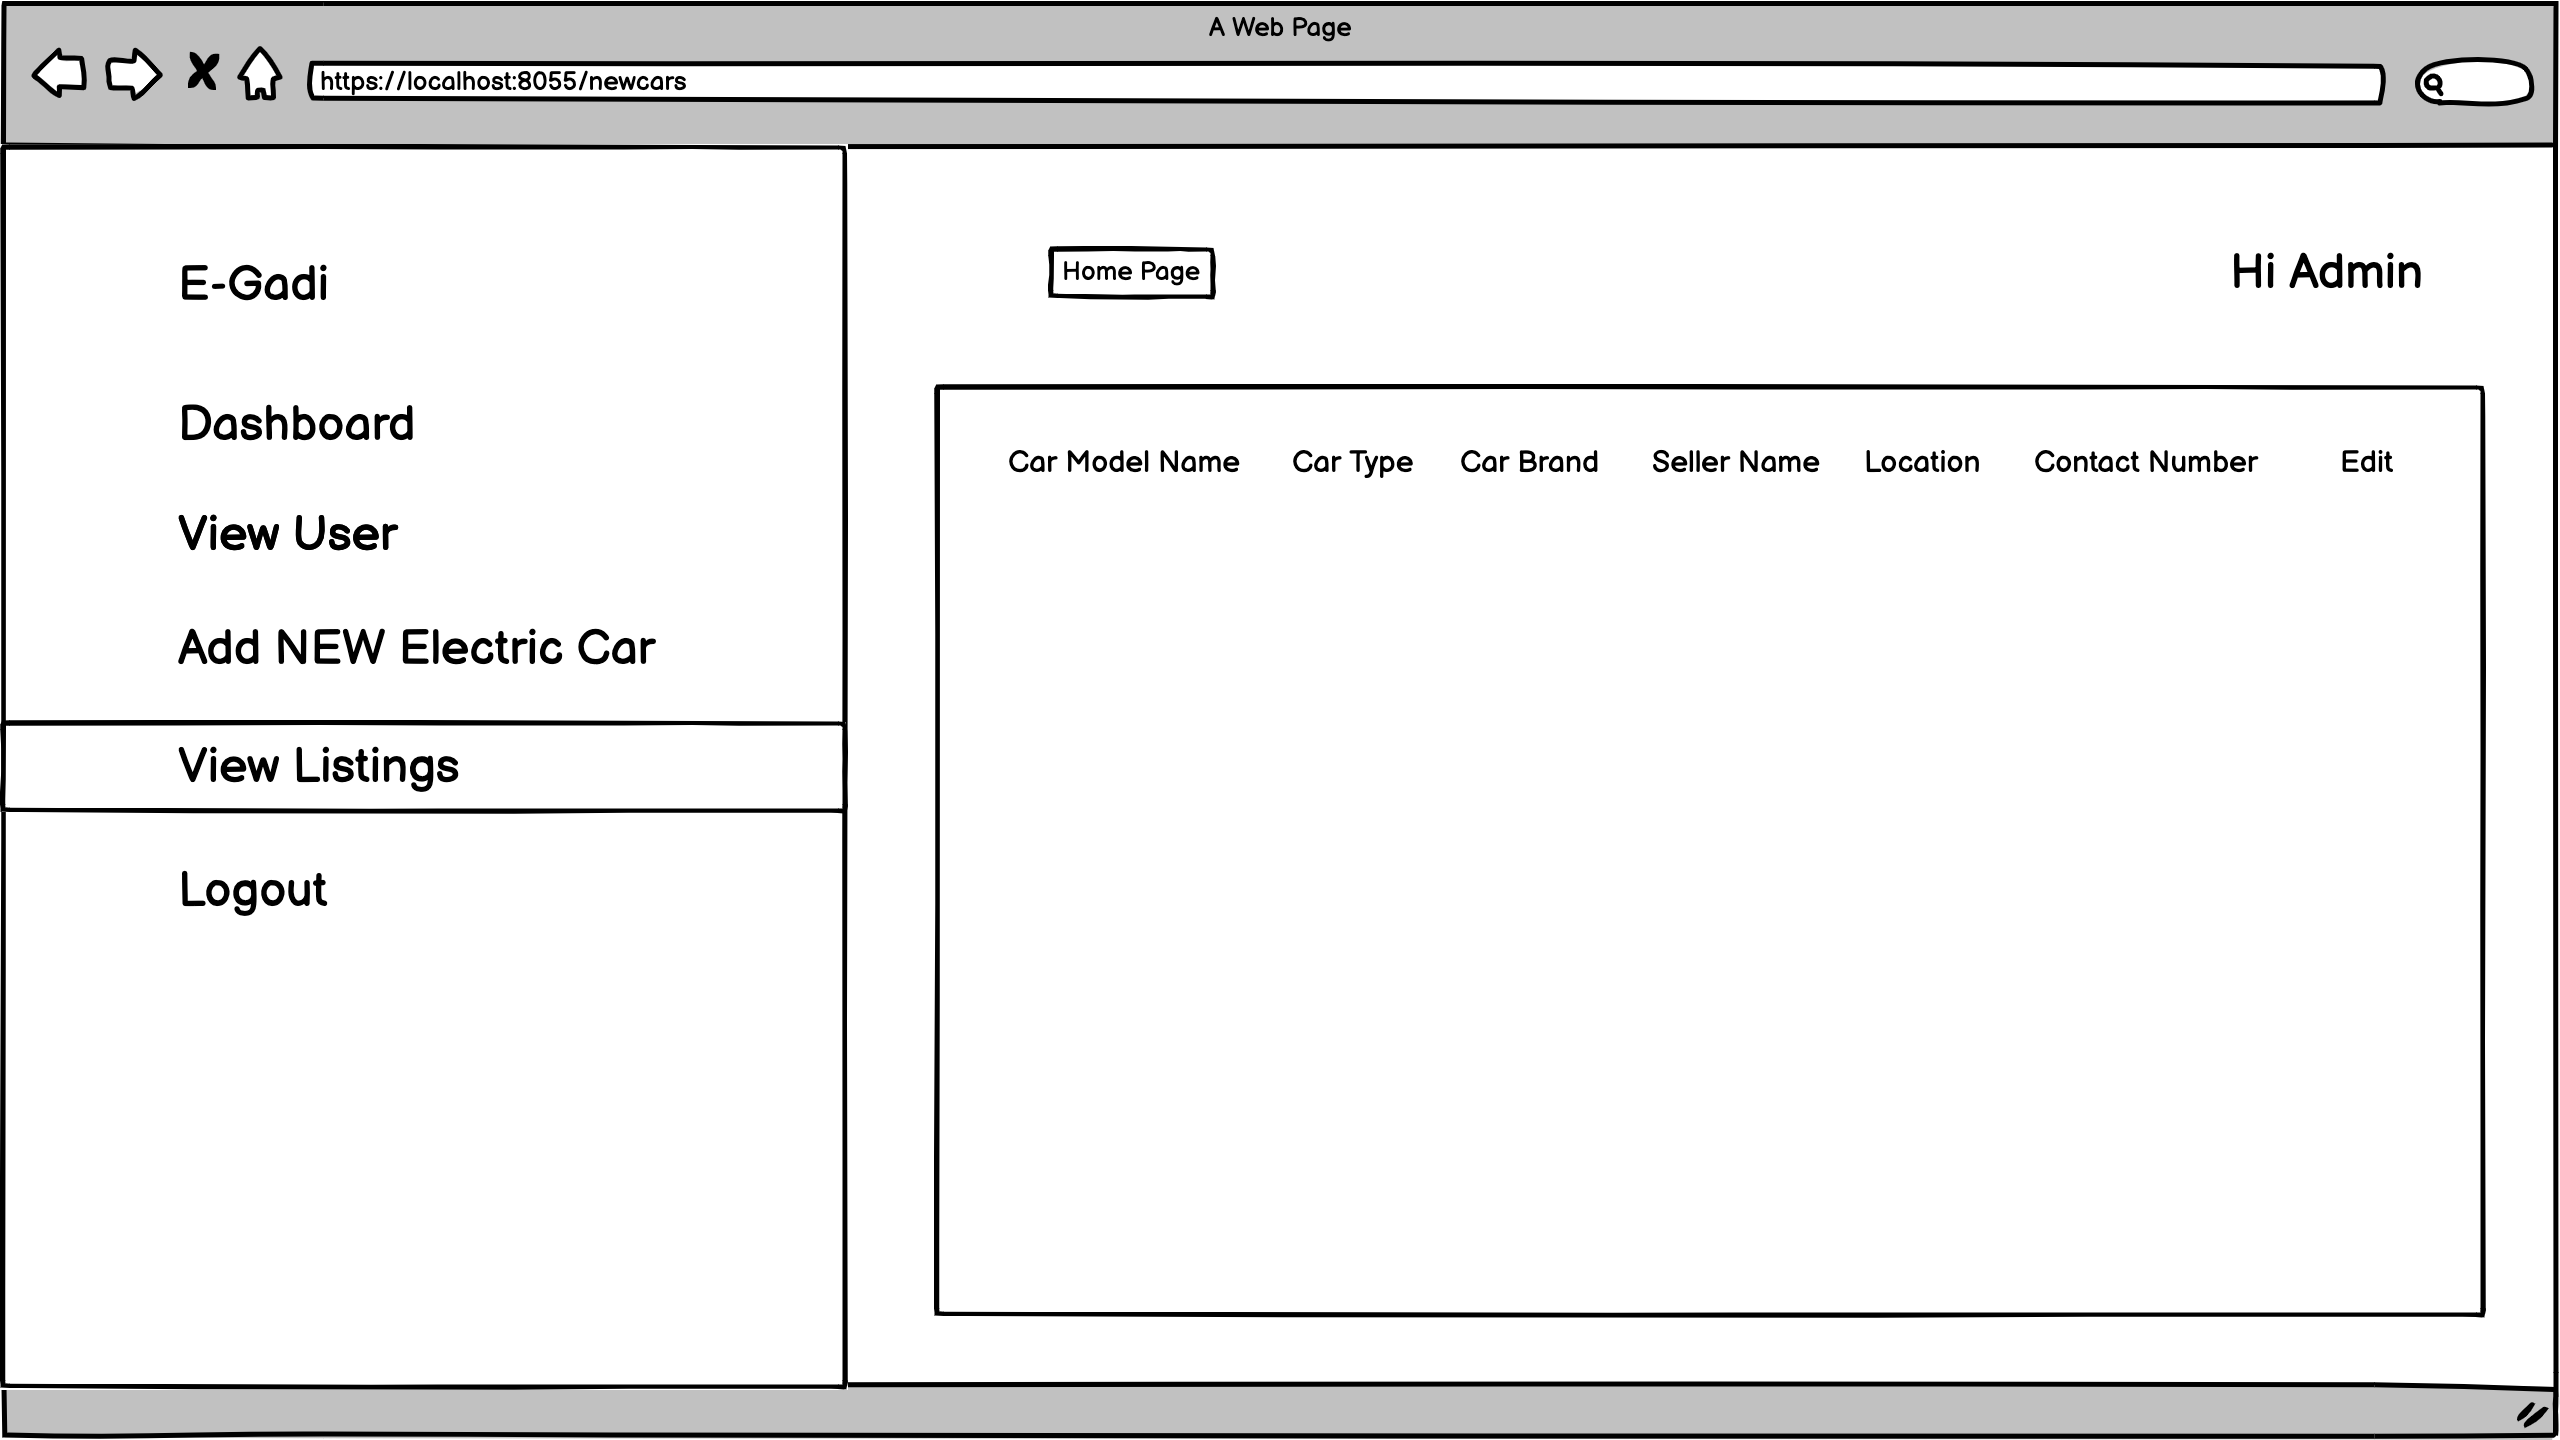 A Web Page
https://localhost:8055/newcars
E-Gadi
Dashboard
View User
Add NEW Electric Car
View Listings
Logout
Home Page
Hi Admin
Car Model Name Car Type Car Brand Seller Name Location Contact Number Edit